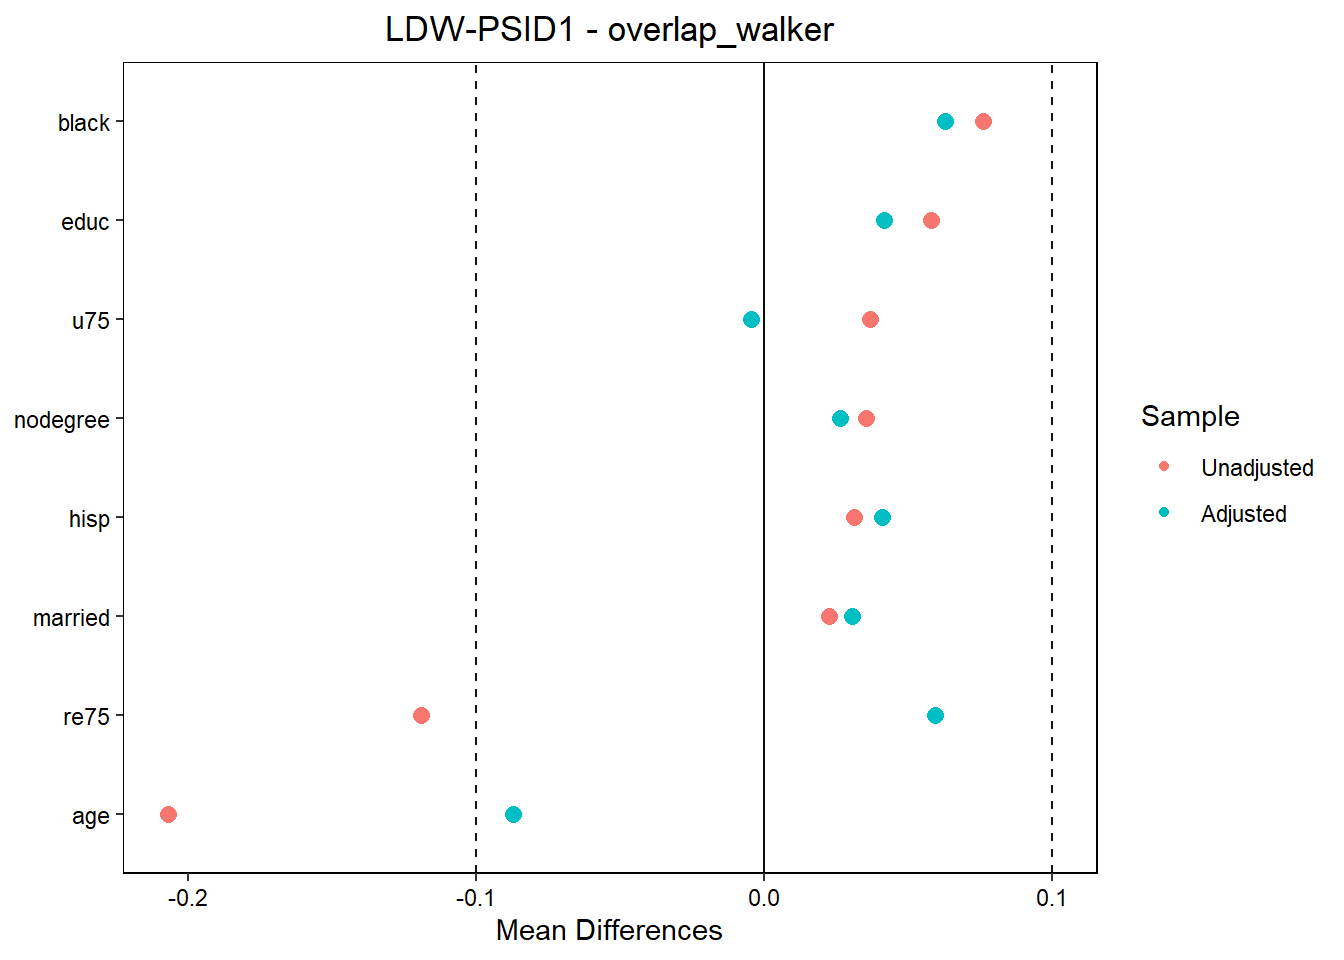 LDW-PSID1 - overlap_walker
black
educ
u75
nodegree
hisp
married
re75
age
-0.2
-0.1
0.0
0.1
Mean Differences
Sample
Unadjusted
Adjusted